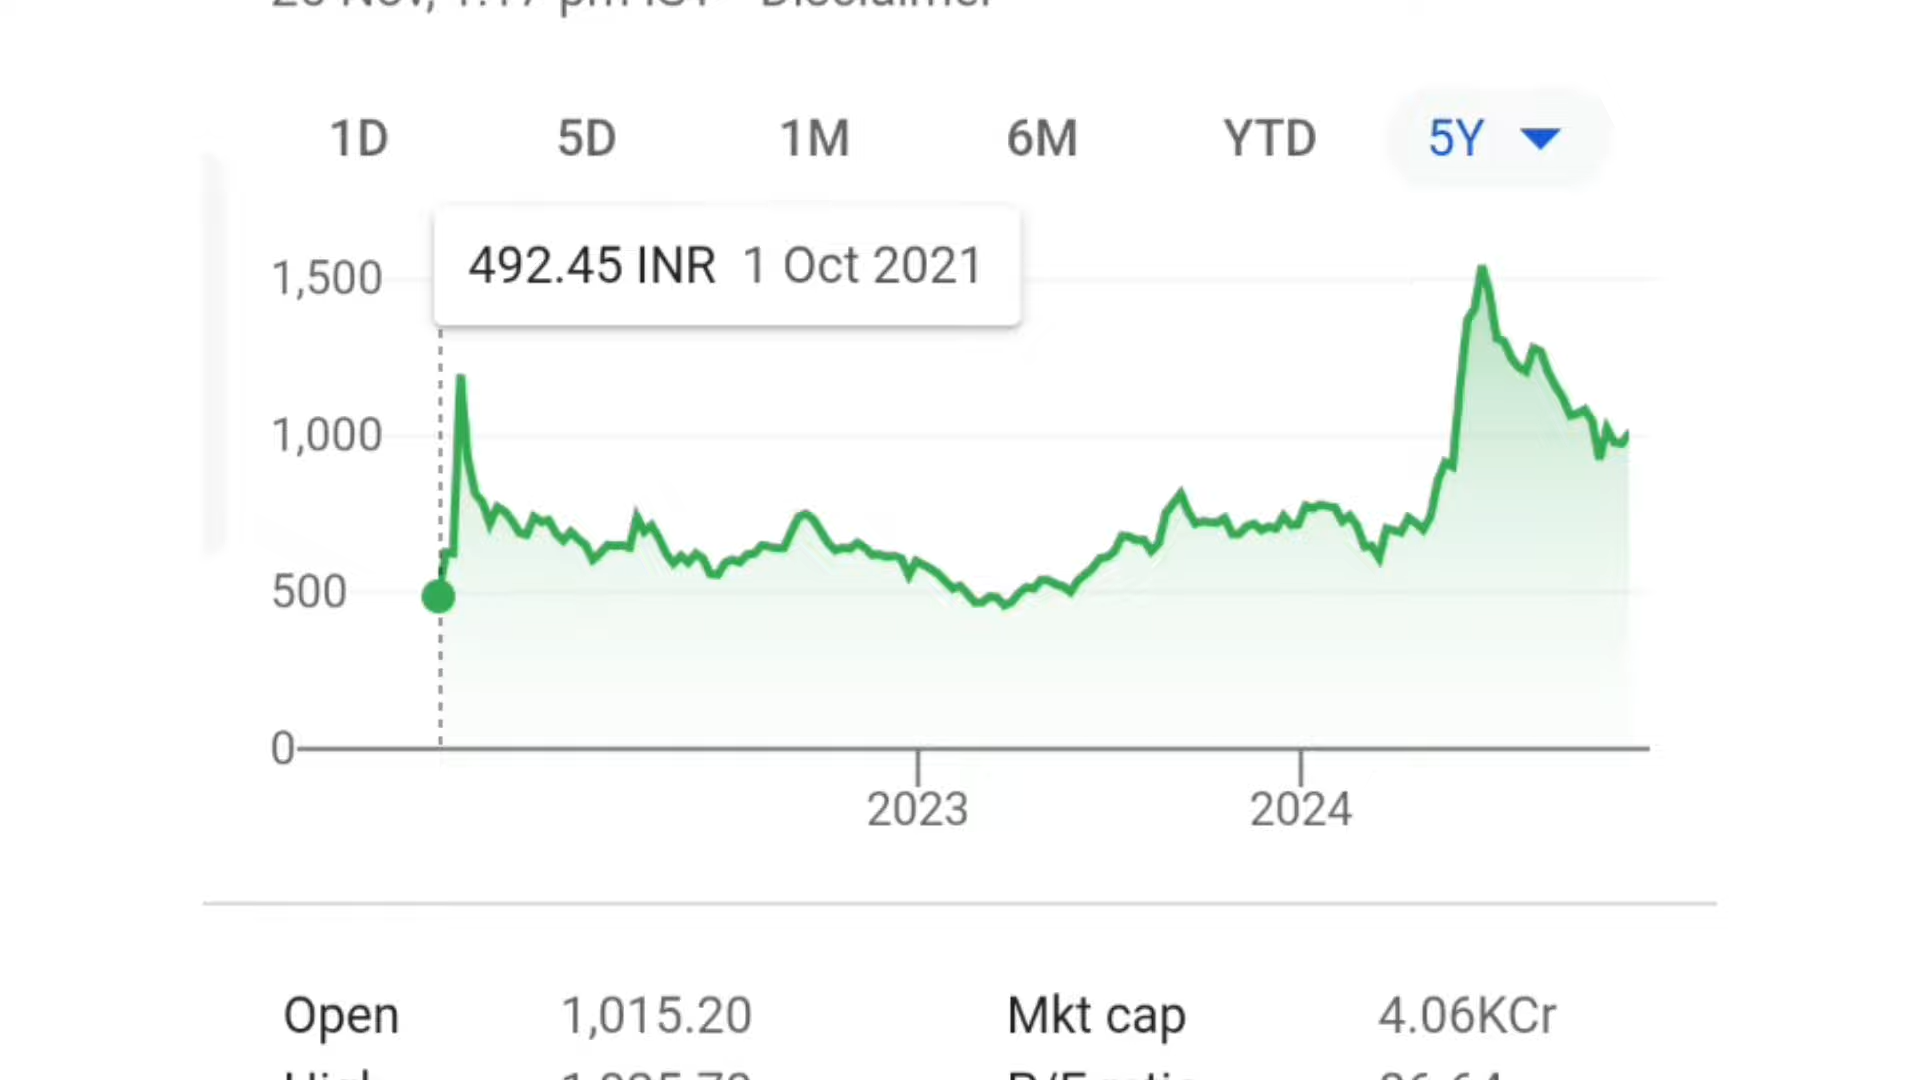 1D 5D 1M 6M YTD 5Y
492.45 INR 1 Oct 2021
1,500
1,000
500
0
2023 2024
Open 1,015.20 Mkt cap 4.06KCr